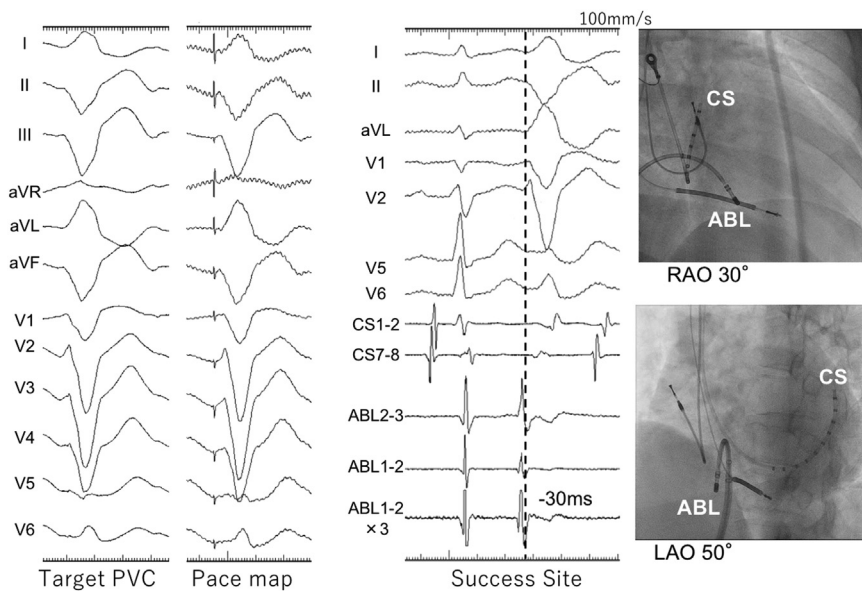 I
II
III
aVR
aVL
aVF
V1
V2
V3
V4
V5
V6
Target PVC
Pace map
100mm/s
I
II
aVL
V1
V2
V5
V6
CS1-2
CS7-8
ABL2-3
ABL1-2
ABL1-2
×3
-30ms
Success Site
CS
ABL
RAO 30°
CS
ABL
LAO 50°